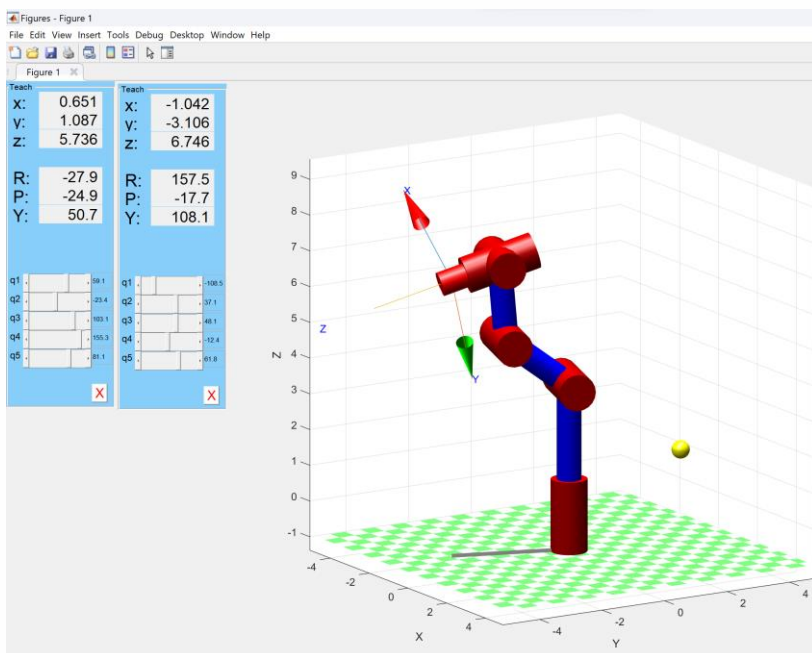 Figures - Figure 1
File Edit View Insert Tools Debug Desktop Window Help
Figure 1
Teach
x: 0.651
y: 1.087
z: 5.736
R: -27.9
P: -24.9
Y: 50.7
q1 59.1
q2 -23.4
q3 103.1
q4 155.3
q5 81.1
X
Teach
x: -1.042
y: -3.106
z: 6.746
R: 157.5
P: -17.7
Y: 108.1
q1 -108.5
q2 37.1
q3 48.1
q4 -12.4
q5 61.8
X
9
8
7
6
5
4
3
2
1
0
-1
Z
X
Z
Y
-4
-2
0
2
4
X
-4
-2
0
2
4
Y